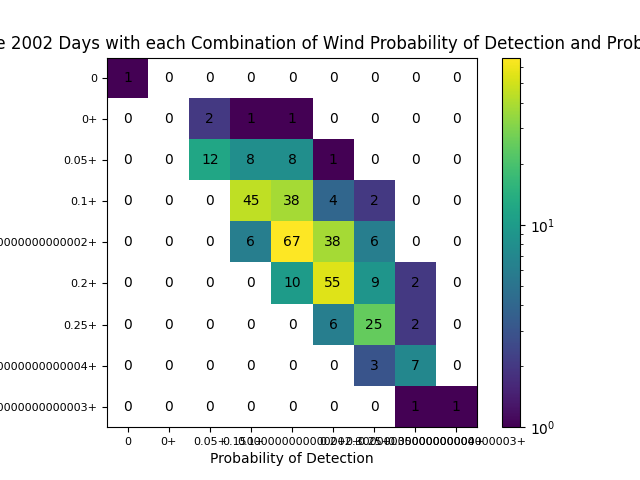 e 2002 Days with each Combination of Wind Probability of Detection and Prob
0 1 0 0 0 0 0 0 0 0
0+ 0 0 2 1 1 0 0 0 0
0.05+ 0 0 12 8 8 1 0 0 0
0.1+ 0 0 0 45 38 4 2 0 0
0000000000002+ 0 0 0 6 67 38 6 0 0
0.2+ 0 0 0 0 10 55 9 2 0
0.25+ 0 0 0 0 0 6 25 2 0
0000000000004+ 0 0 0 0 0 0 3 7 0
0000000000003+ 0 0 0 0 0 0 0 1 1
0 0+ 0.05+
Probability of Detection
10¹
10⁰